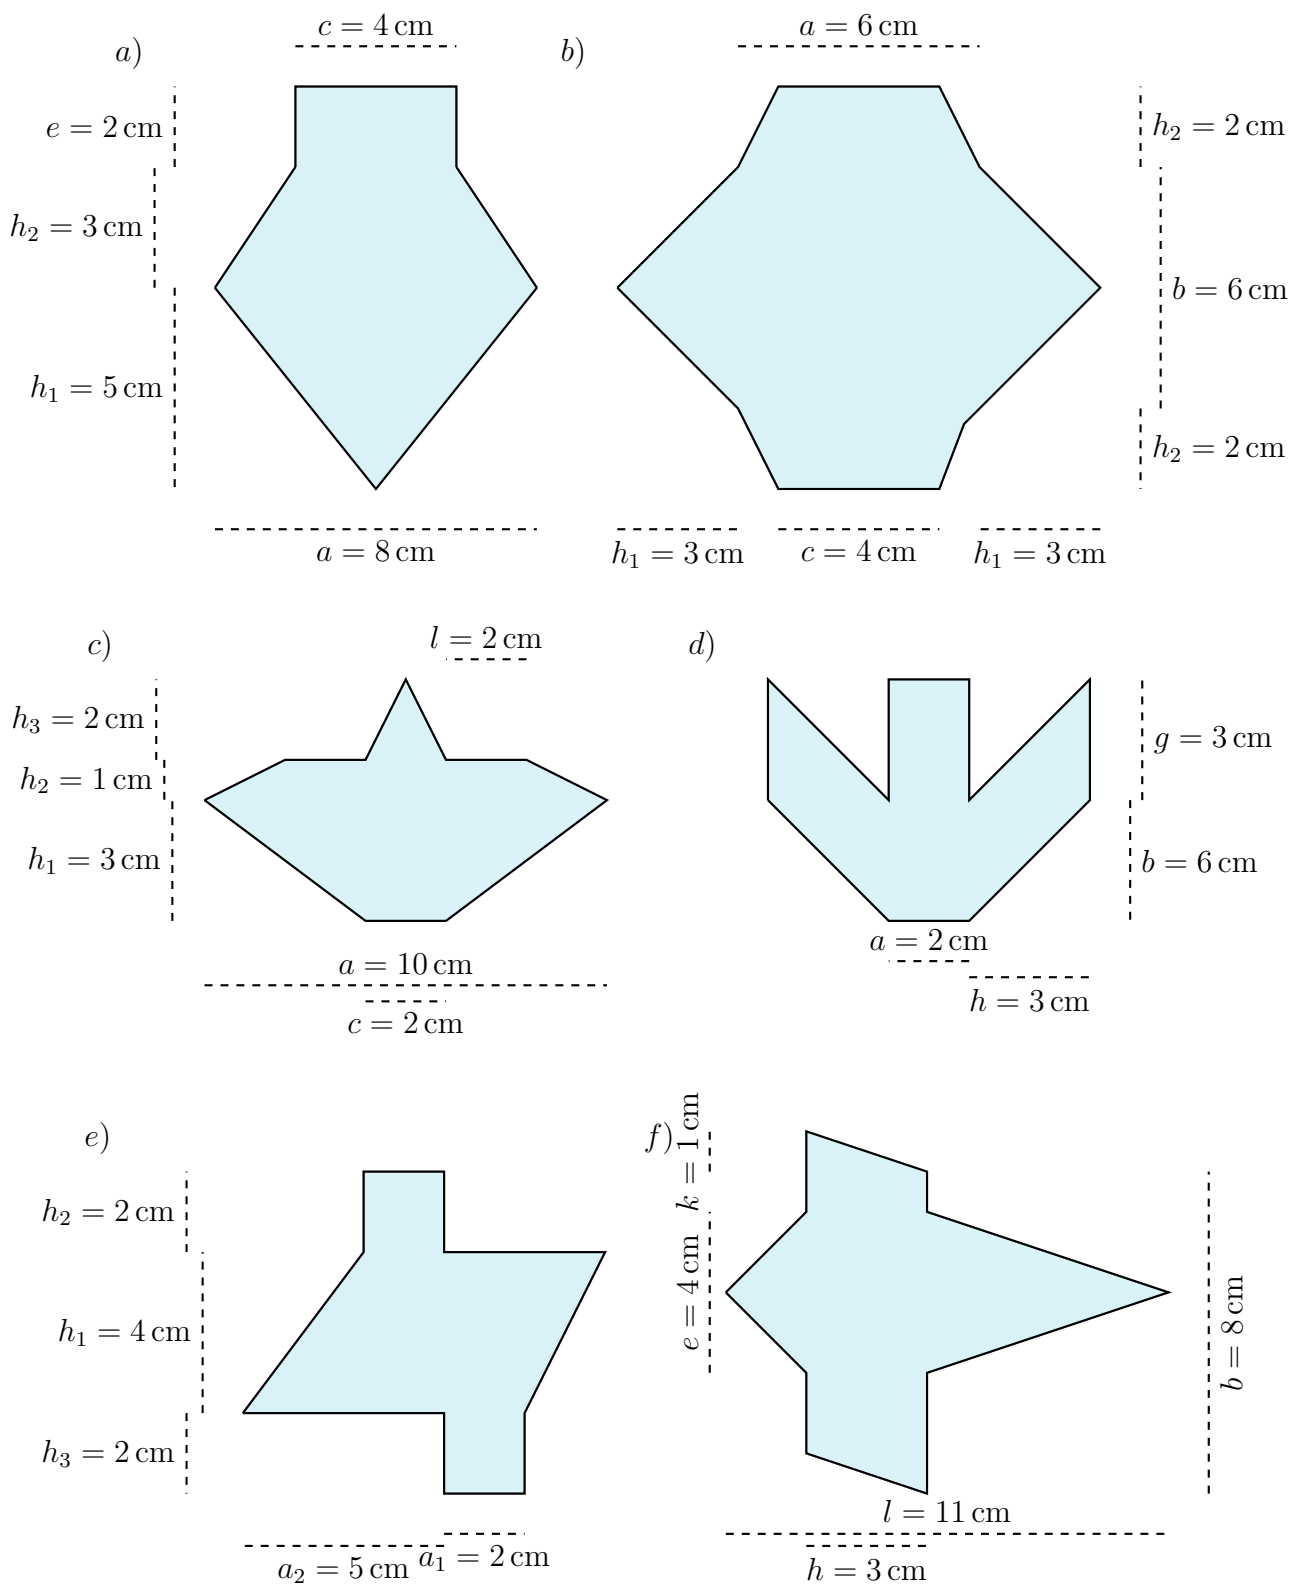 a)
c = 4 cm
e = 2 cm
h₂ = 3 cm
h₁ = 5 cm
a = 8 cm
b)
a = 6 cm
h₂ = 2 cm
b = 6 cm
h₂ = 2 cm
h₁ = 3 cm
c = 4 cm
h₁ = 3 cm
c)
l = 2 cm
h₃ = 2 cm
h₂ = 1 cm
h₁ = 3 cm
a = 10 cm
c = 2 cm
d)
g = 3 cm
b = 6 cm
a = 2 cm
h = 3 cm
e)
h₂ = 2 cm
h₁ = 4 cm
h₃ = 2 cm
a₂ = 5 cm
a₁ = 2 cm
f)
k = 1 cm
e = 4 cm
b = 8 cm
l = 11 cm
h = 3 cm